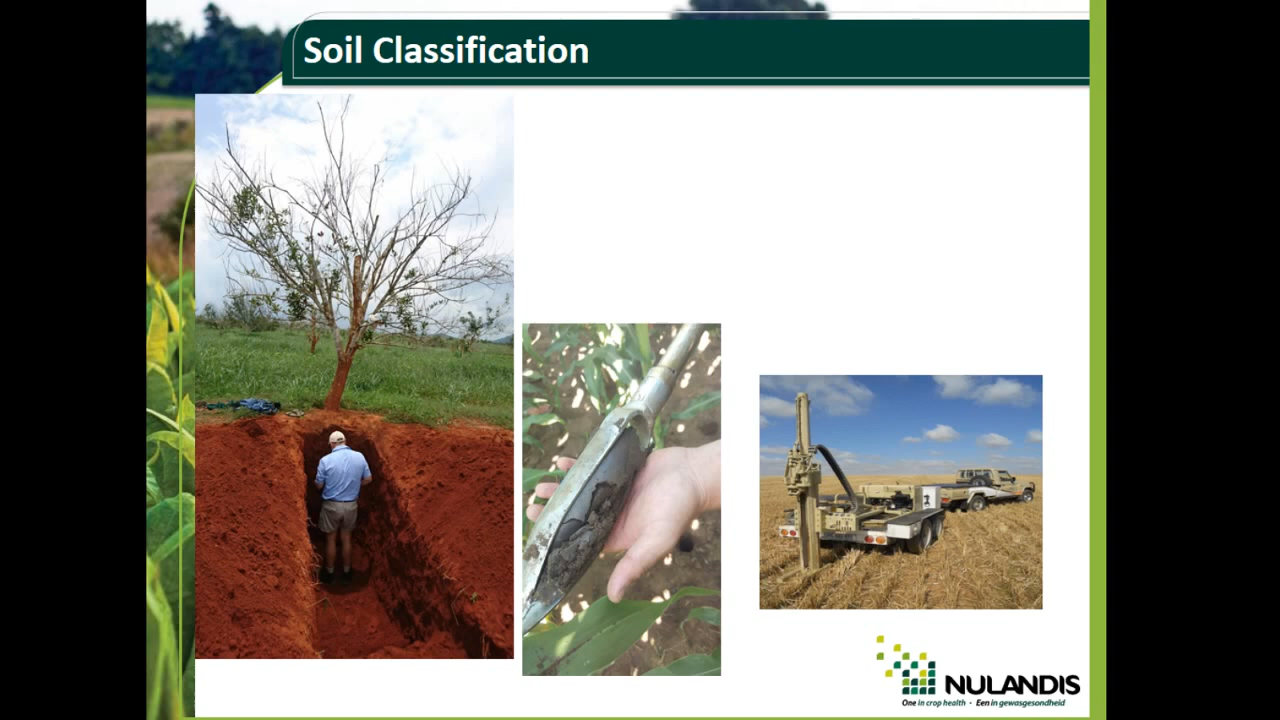 Soil Classification
NULANDIS
One in crop health · Een in gewasgesondheid